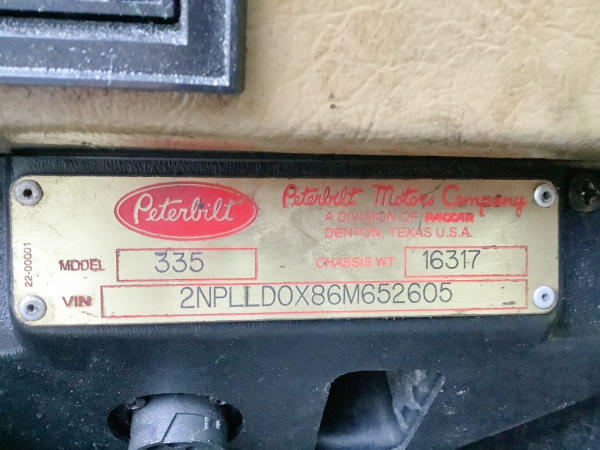 Peterbilt
Peterbilt Motors Company
A DIVISION OF PACCAR
DENTON, TEXAS U.S.A.
22-00001
MODEL 335 CHASSIS WT 16317
VIN 2NPLLD0X86M652605